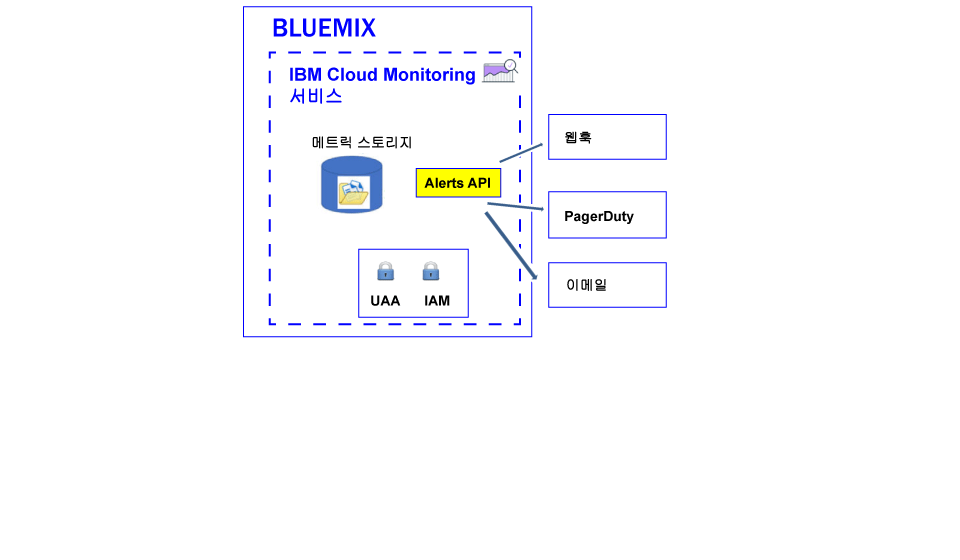 BLUEMIX
IBM Cloud Monitoring
서비스
메트릭 스토리지
Alerts API
웹훅
PagerDuty
이메일
UAA
IAM